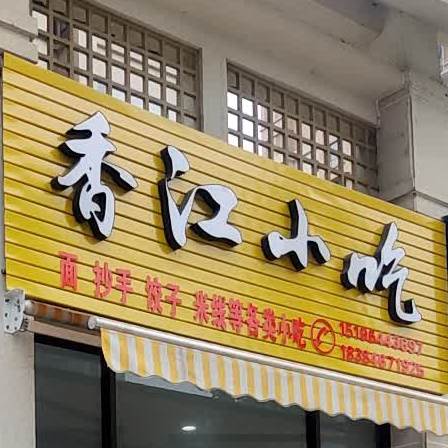 香江小吃
面 抄手 饺子 米线等各类小吃